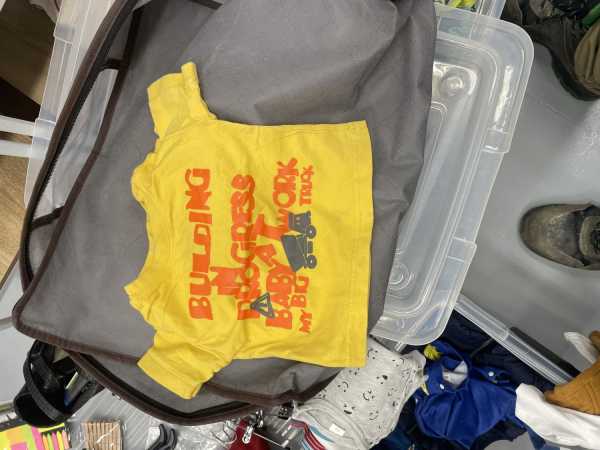 BUILDING
IN
PROGRESS
AT
BABY WORK
MY BIG TRUCK